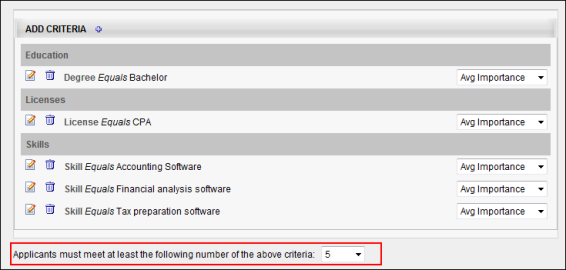 ADD CRITERIA
Education
Degree Equals Bachelor Avg Importance
Licenses
License Equals CPA Avg Importance
Skills
Skill Equals Accounting Software Avg Importance
Skill Equals Financial analysis software Avg Importance
Skill Equals Tax preparation software Avg Importance
Applicants must meet at least the following number of the above criteria: 5